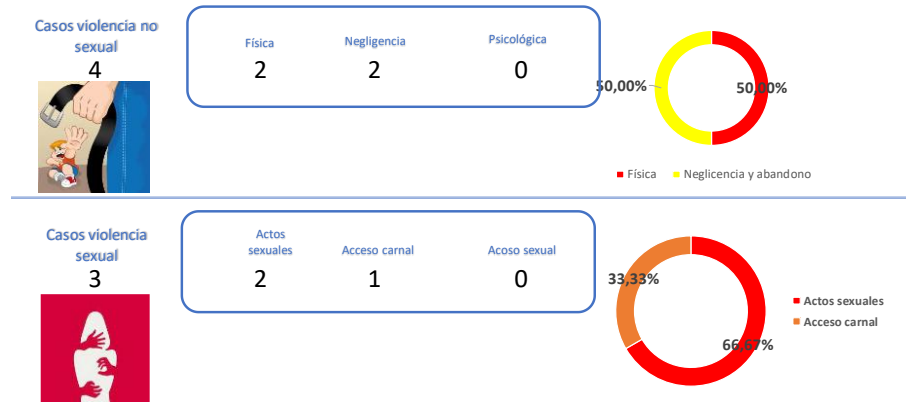 Casos violencia no
sexual
4
Física
Negligencia
Psicológica
2
2
0
50,00%
50,00%
Física
Neglicencia y abandono
Casos violencia
sexual
3
Actos
sexuales
Acceso carnal
Acoso sexual
2
1
0
33,33%
66,67%
Actos sexuales
Acceso carnal